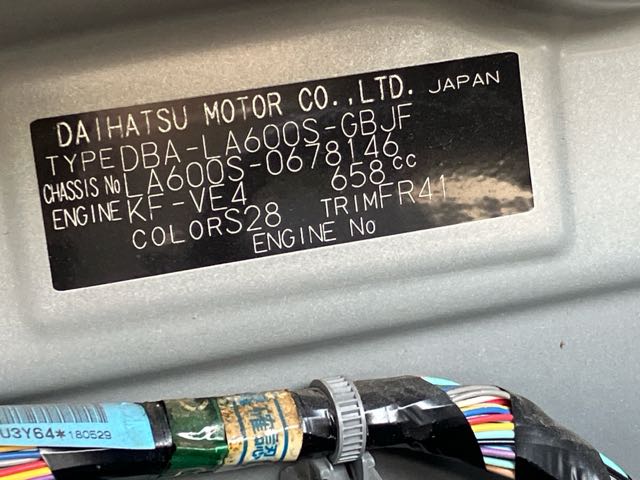 DAIHATSU MOTOR CO.,LTD. JAPAN
TYPE DBA-LA600S-GBJF
CHASSIS No LA600S-0678146
ENGINE KF-VE4 658cc
COLOR S28 TRIM FR41
ENGINE No
U3Y64*180529